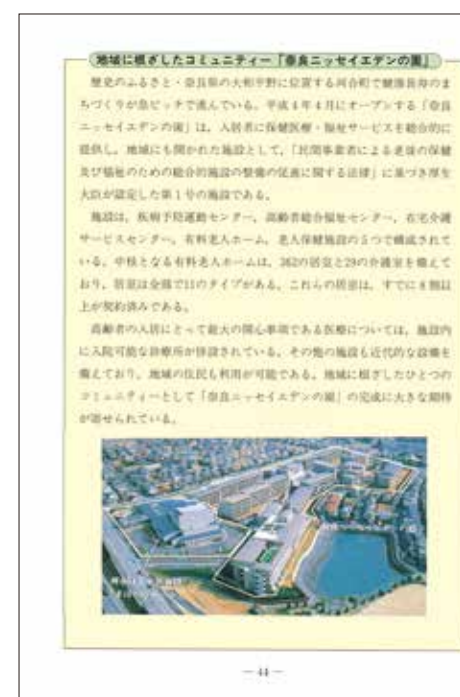 地域に根ざしたコミュニティー「奈良ニッセイエデンの園」
歴史のふるさと・奈良県の大和平野に位置する河合町で健康長寿のま
ちづくりが急ピッチで進んでいる。平成4年4月にオープンする「奈良
ニッセイエデンの園」は、入居者に保健医療・福祉サービスを総合的に
提供し、地域にも開かれた施設として、「民間事業者による老後の保健
及び福祉のための総合的施設の整備の促進に関する法律」に基づき厚生
大臣が認定した第1号の施設である。
施設は、疾病予防運動センター、高齢者総合福祉センター、在宅介護
サービスセンター、有料老人ホーム、老人保健施設の5つで構成されて
いる。中核となる有料老人ホームは、362の居室と29の介護室を備えて
おり、居室は全部で11のタイプがある。これらの居室は、すでに8割以
上が契約済みである。
高齢者の入居にとって最大の関心事項である医療については、施設内
に入院可能な診療所が併設されている。その他の施設も近代的な設備を
備えており、地域の住民も利用が可能である。地域に根ざしたひとつの
コミュニティーとして「奈良ニッセイエデンの園」の完成に大きな期待
が寄せられている。
― 44 ―